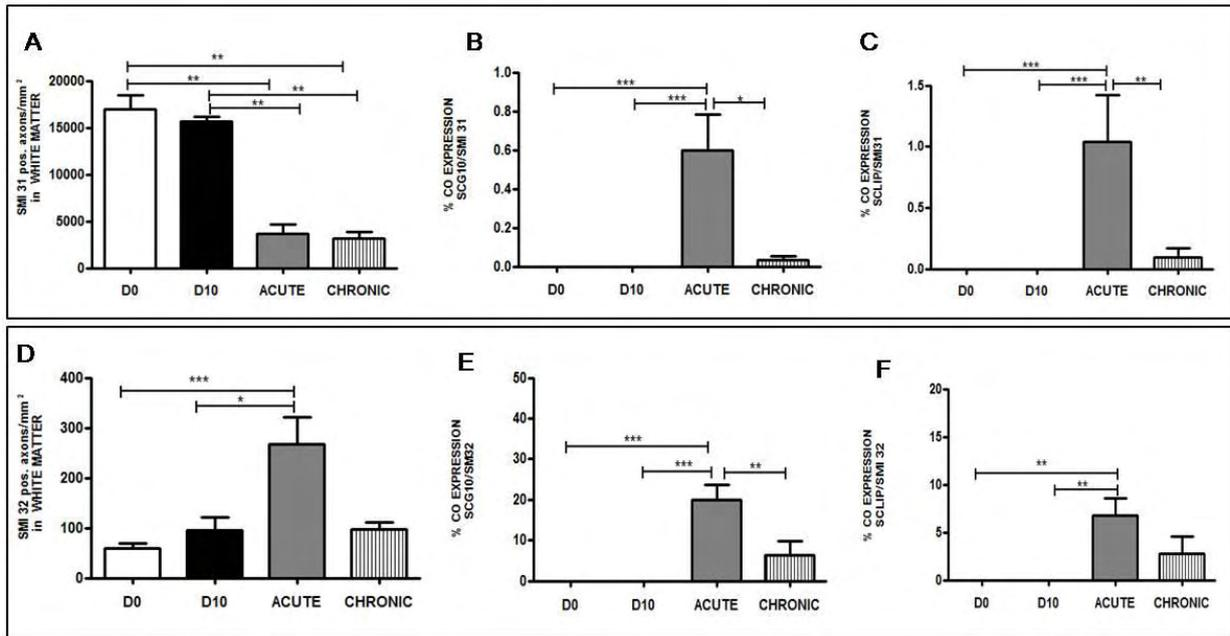 A
**
**
**
**
20000
15000
10000
5000
0
SMI 31 pos. axons/mm²
in WHITE MATTER
D0 D10 ACUTE CHRONIC
B
***
***
*
1.0
0.8
0.6
0.4
0.2
0.0
% CO EXPRESSION
SCG10/SMI 31
D0 D10 ACUTE CHRONIC
C
***
***
**
1.5
1.0
0.5
0.0
% CO EXPRESSION
SCLIP/SMI31
D0 D10 ACUTE CHRONIC
D
***
*
400
300
200
100
0
SMI 32 pos. axons/mm²
in WHITE MATTER
D0 D10 ACUTE CHRONIC
E
***
***
**
50
40
30
20
10
0
% CO EXPRESSION
SCG10/SM32
D0 D10 ACUTE CHRONIC
F
**
**
20
15
10
5
0
% CO EXPRESSION
SCLIP/SMI 32
D0 D10 ACUTE CHRONIC